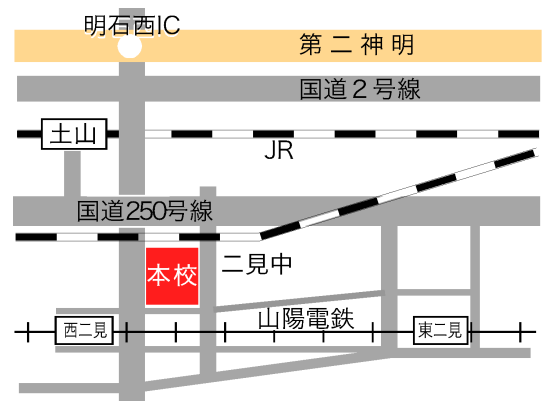 明石西IC
第二神明
国道2号線
土山
JR
国道250号線
二見中
本校
山陽電鉄
西二見
東二見